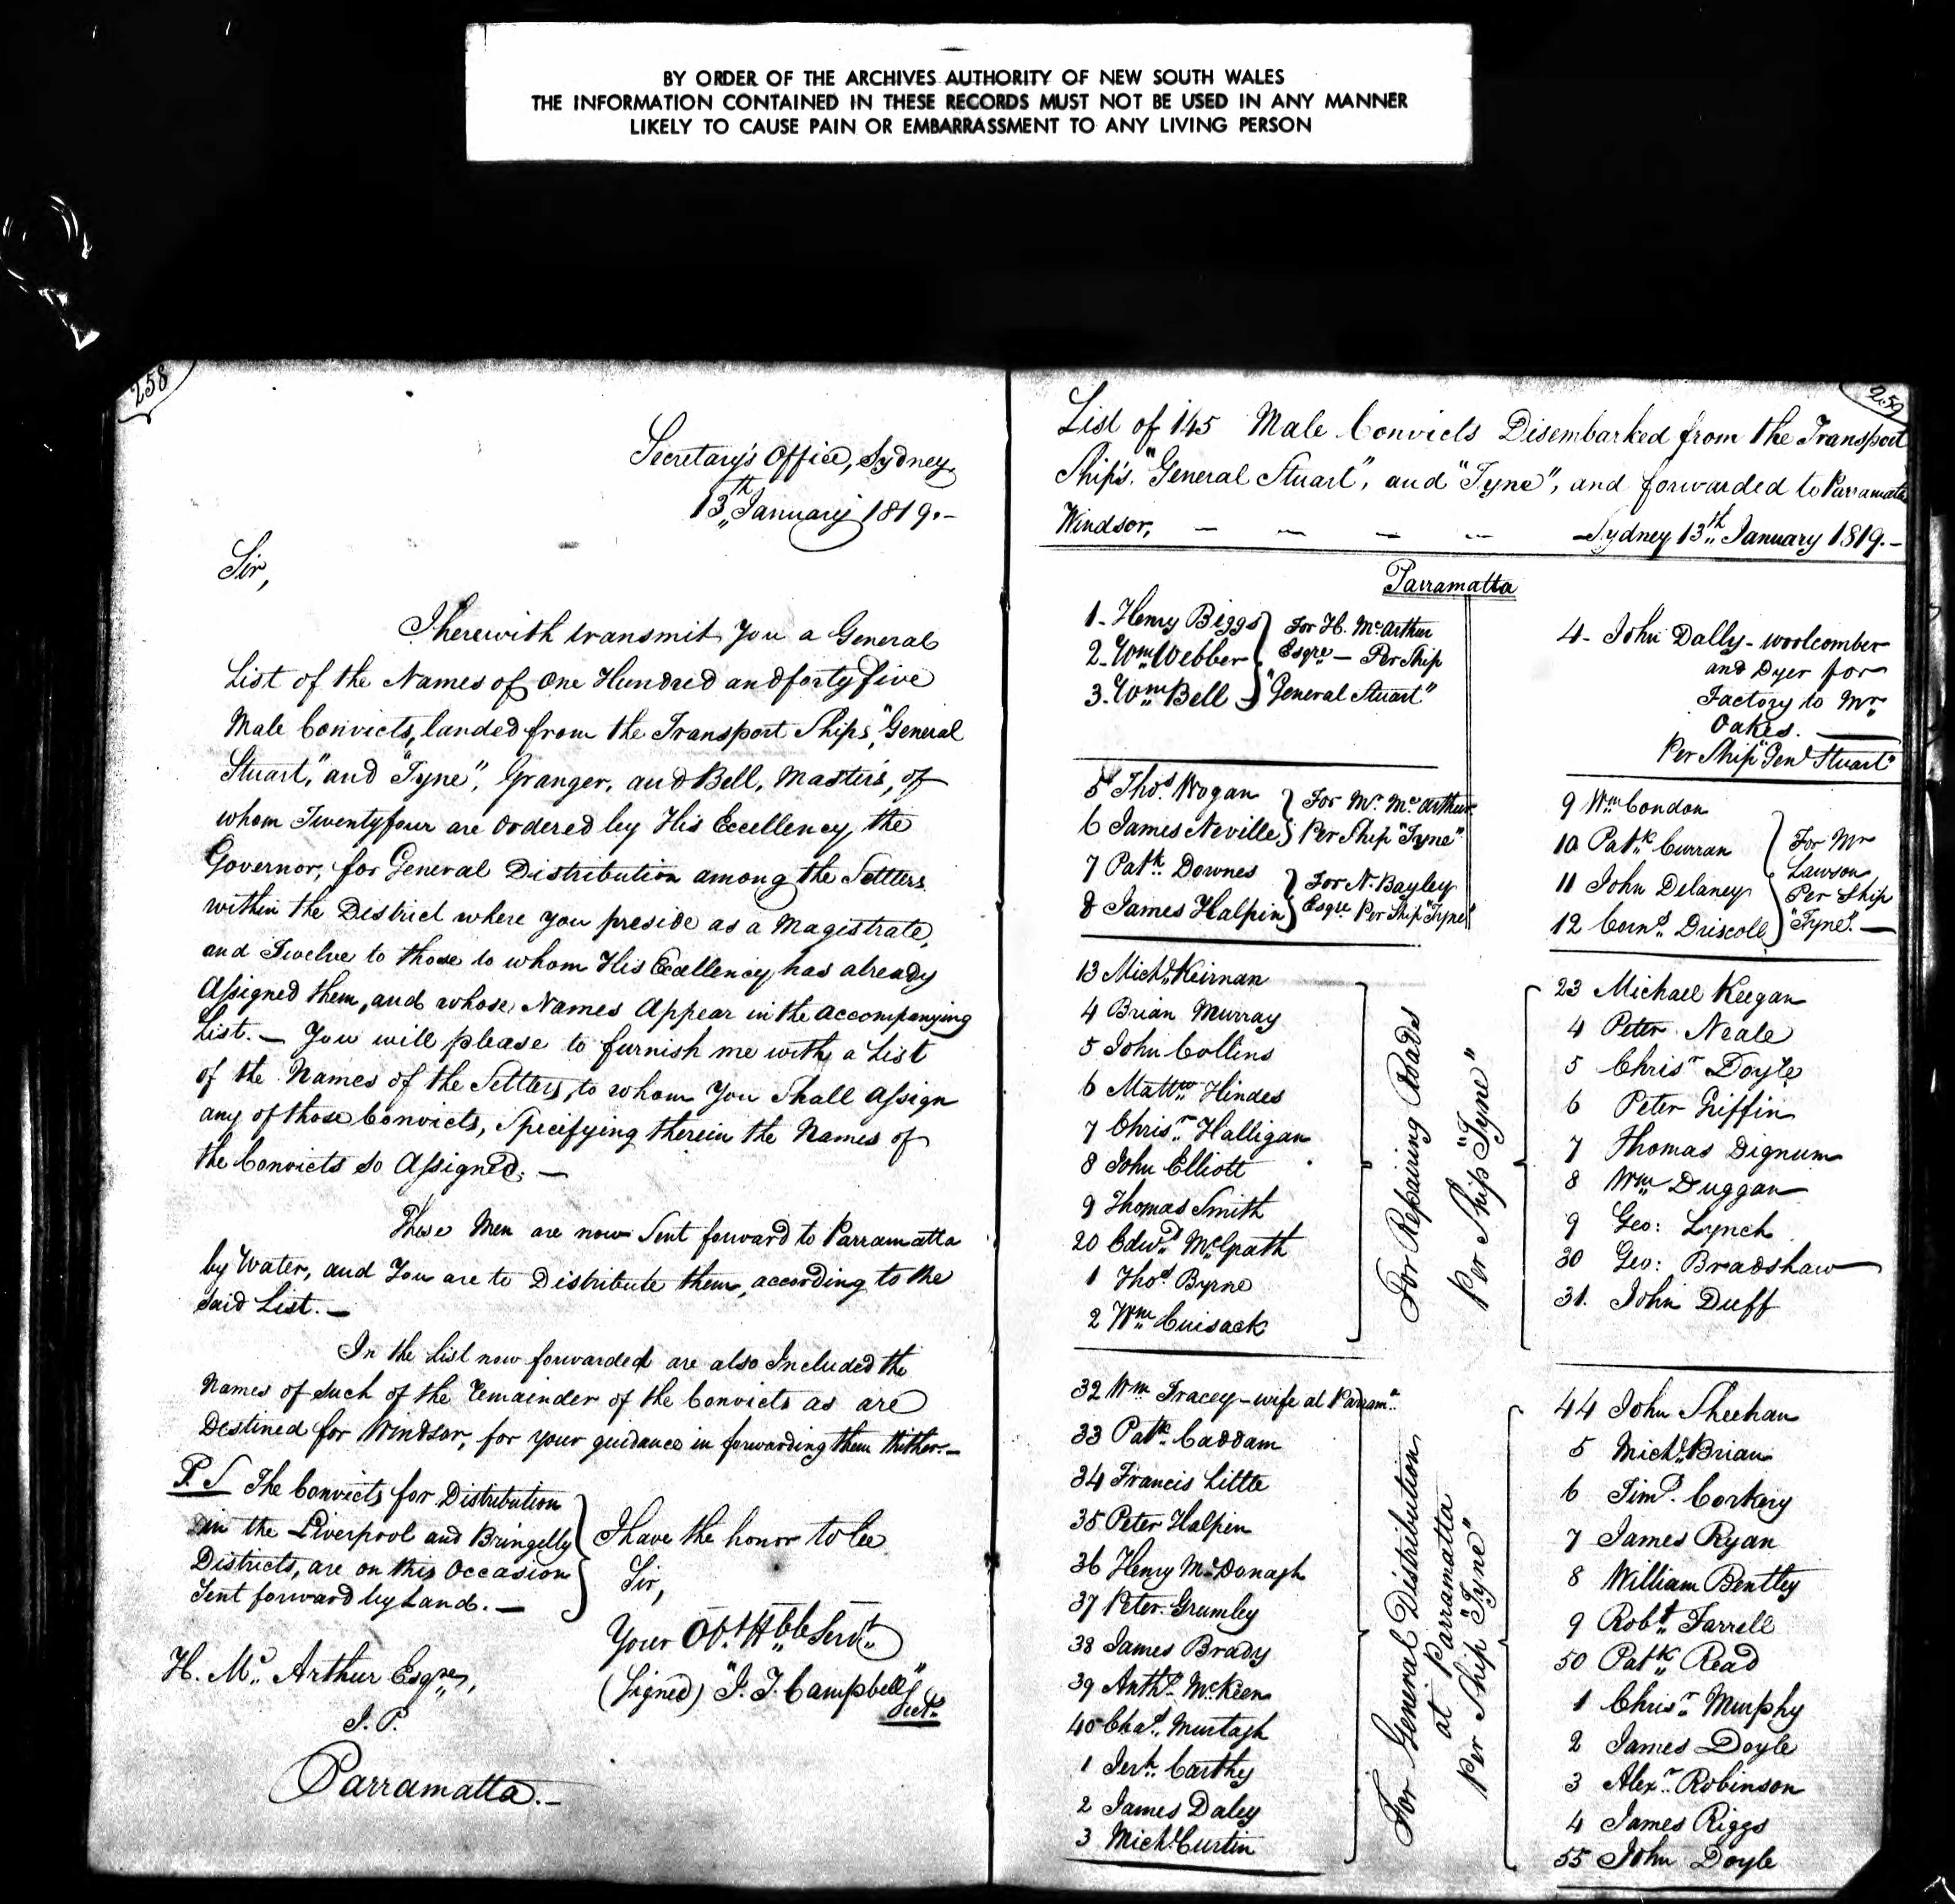 BY ORDER OF THE ARCHIVES AUTHORITY OF NEW SOUTH WALES
THE INFORMATION CONTAINED IN THESE RECORDS MUST NOT BE USED IN ANY MANNER
LIKELY TO CAUSE PAIN OR EMBARRASSMENT TO ANY LIVING PERSON
258
Secretary's Office, Sydney
13th January 1819.-
Sir,
I herewith transmit You a General
List of the Names of One Hundred and forty five
Male Convicts, landed from the Transport Ships, "General
Stuart," and "Tyne", Granger, and Bell, Masters, of
whom Twentyfour are Ordered by His Excellency, the
Governor, for General Distribution among the Settlers
within the District where you preside as a Magistrate,
and Twelve to those to whom His Excellency has already
Assigned them, and whose Names Appear in the accompanying
List. — You will please to furnish me with a List
of the Names of the Settlers, to whom You Shall Assign
any of those Convicts, Specifying therein the Names of
the Convicts so Assigned. —
These Men are now Sent forward to Parramatta
by Water, and You are to Distribute them, according to the
said List. —
In the List now forwarded are also Included the
Names of such of the remainder of the Convicts as are
Destined for Windsor, for your guidance in forwarding them thither. —
P.S The Convicts for Distribution
in the Liverpool and Bringelly
Districts, are on this Occasion
Sent forward by Land. —
I have the honor to be
Sir,
Your Obt. Hble Servt.
(Signed) "J. T. Campbell"
Secty.
H. Mc. Arthur Esqre.,
J. P.
Parramatta. -
259
List of 145 Male Convicts Disembarked from the Transport
Ship's, "General Stuart", and "Tyne", and forwarded to Parramatta
Windsor, — — — — — Sydney 13th January 1819. -
Parramatta
1 - Henry Biggs
2 - Wm. Webber
3. Wm. Bell
For H. McArthur
Esqre — Per Ship
"General Stuart"
4 - John Dally - woolcomber
and Dyer for
Factory to Mr.
Oakes. —
Per Ship "Genl Stuart"
5 Thos. Wogan
6 James Neville
For Mr. McArthur
Per Ship "Tyne"
7 Patk. Downes
8 James Halpin
For N. Bayley
Esqre Per Ship "Tyne"
9 Wm Condon
10 Patk. Curran
11 John Delaney
12 Corns. Driscoll
For Mr
Lawson
Per Ship
"Tyne". —
13 Michl. Keirnan
4 Brian Murray
5 John Collins
6 Mattw. Hindes
7 Chrisr. Halligan
8 John Elliott
9 Thomas Smith
20 Edwd. McGrath
1 Thos. Byrne
2 Wm. Cuisack
For Repairing Roads
Per Ship "Tyne"
23 Michael Keegan
4 Peter Neale
5 Chrisr Doyle
6 Peter Griffin
7 Thomas Dignum
8 Wm. Duggan
9 Geo: Lynch
30 Geo: Bradshaw
31. John Duff
32 Wm. Tracey - wife at Parrama.
33 Patk. Caddam
34 Francis Little
35 Peter Halpin
36 Henry McDonagh
37 Peter Grumley
38 James Brady
39 Anthy. McKeen
40 Chas. Murtagh
1 Jerh. Carthy
2 James Daley
3 Michl. Curtin
For General Distribution
at Parramatta
Per Ship "Tyne"
44 John Sheehan
5 Michl. Brian
6 Timy. Corkery
7 James Ryan
8 William Bentley
9 Robt. Farrell
50 Patk. Read
1 Chrisr. Murphy
2 James Doyle
3 Alexr. Robinson
4 James Riggs
55 John Doyle